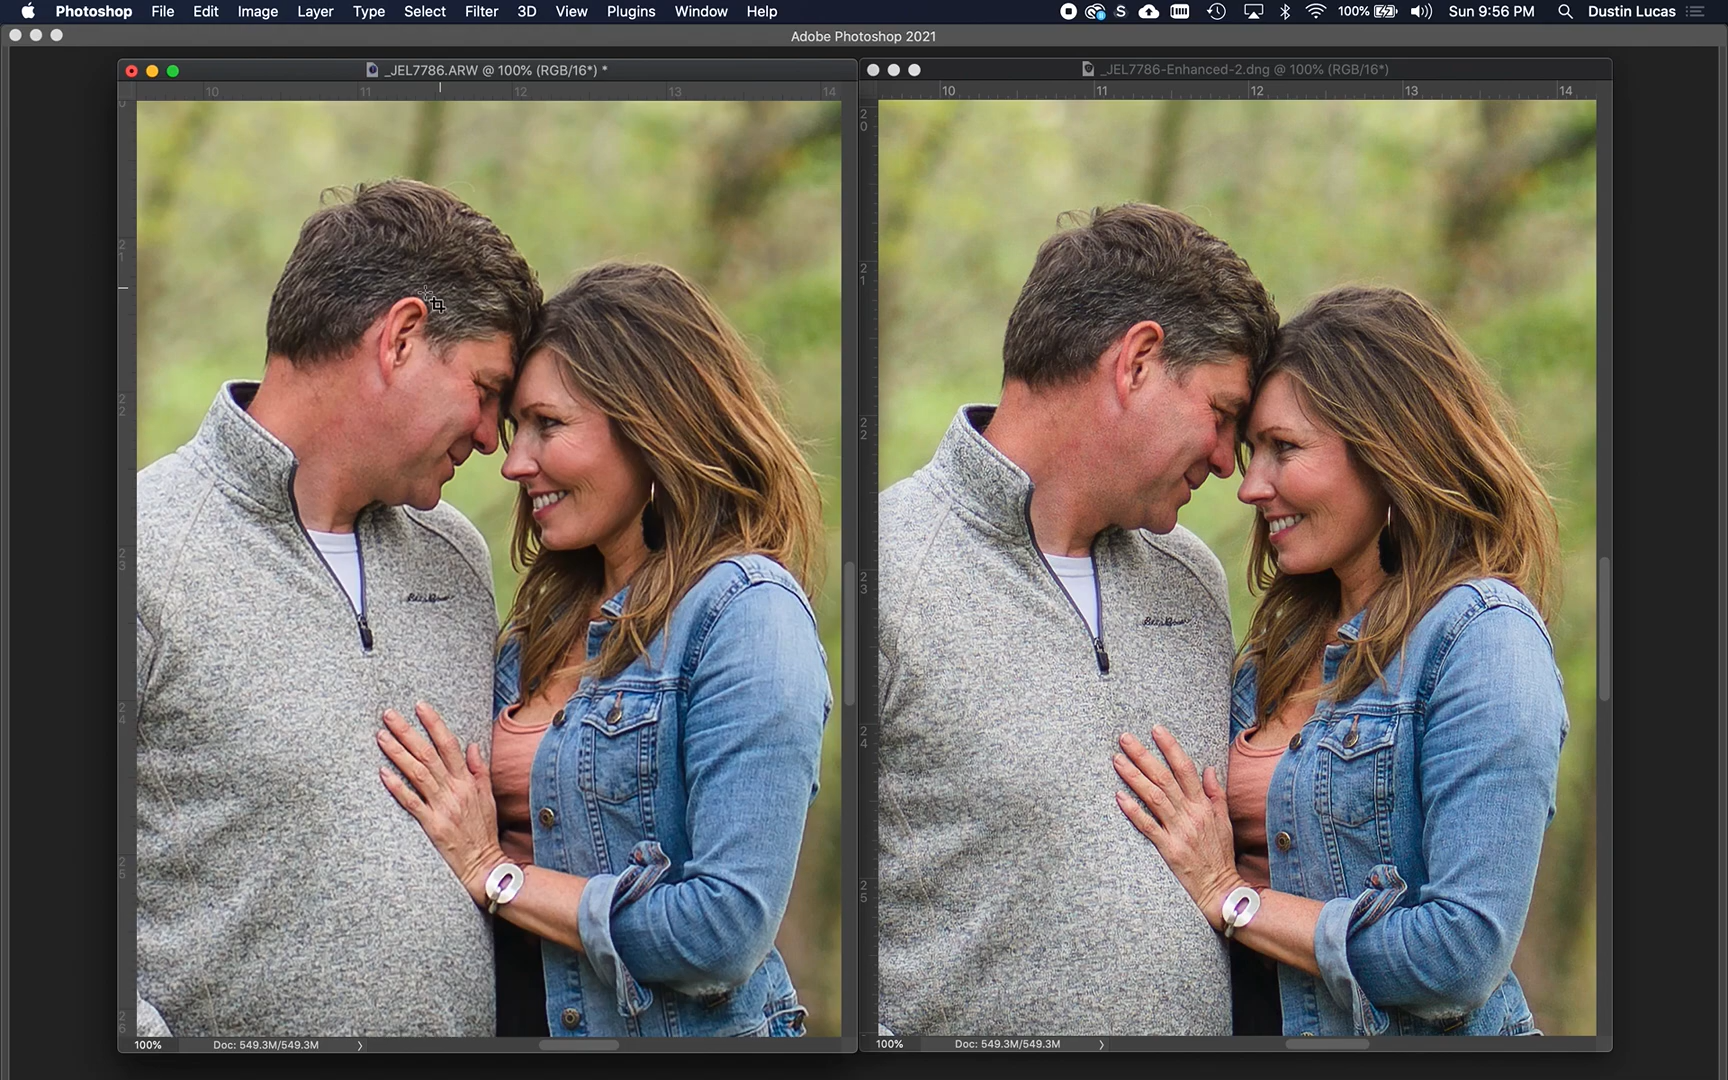 Photoshop File Edit Image Layer Type Select Filter 3D View Plugins Window Help 100% Sun 9:56 PM Dustin Lucas
Adobe Photoshop 2021
_JEL7786.ARW @ 100% (RGB/16*) *
_JEL7786-Enhanced-2.dng @ 100% (RGB/16*)
10 11 12 13 14
10 11 12 13 14
100% Doc: 549.3M/549.3M
100% Doc: 549.3M/549.3M